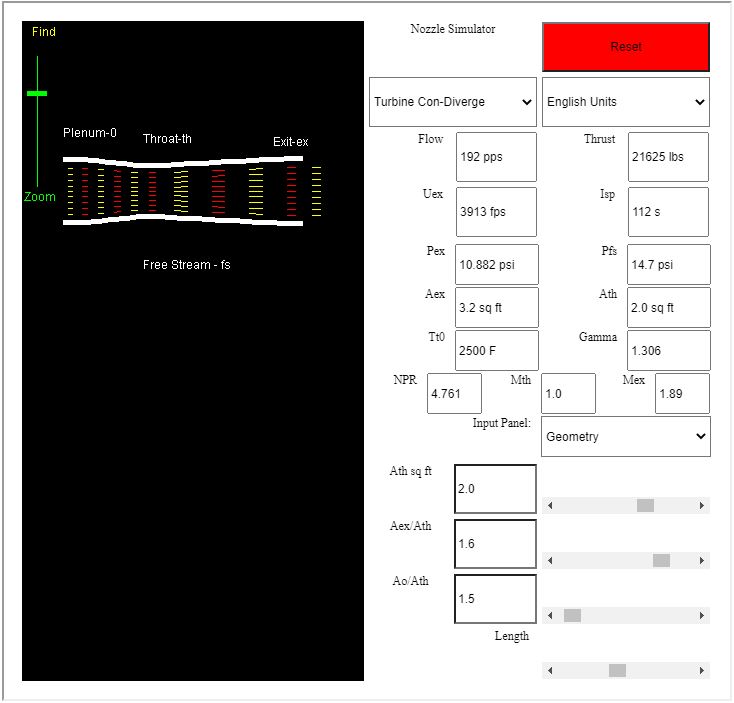 Find
Nozzle Simulator
Reset
Turbine Con-Diverge
English Units
Plenum-0
Throat-th
Exit-ex
Zoom
Free Stream - fs
Flow
192 pps
Thrust
21625 lbs
Uex
3913 fps
Isp
112 s
Pex
10.882 psi
Pfs
14.7 psi
Aex
3.2 sq ft
Ath
2.0 sq ft
Tt0
2500 F
Gamma
1.306
NPR
4.761
Mth
1.0
Mex
1.89
Input Panel:
Geometry
Ath sq ft
2.0
Aex/Ath
1.6
Ao/Ath
1.5
Length